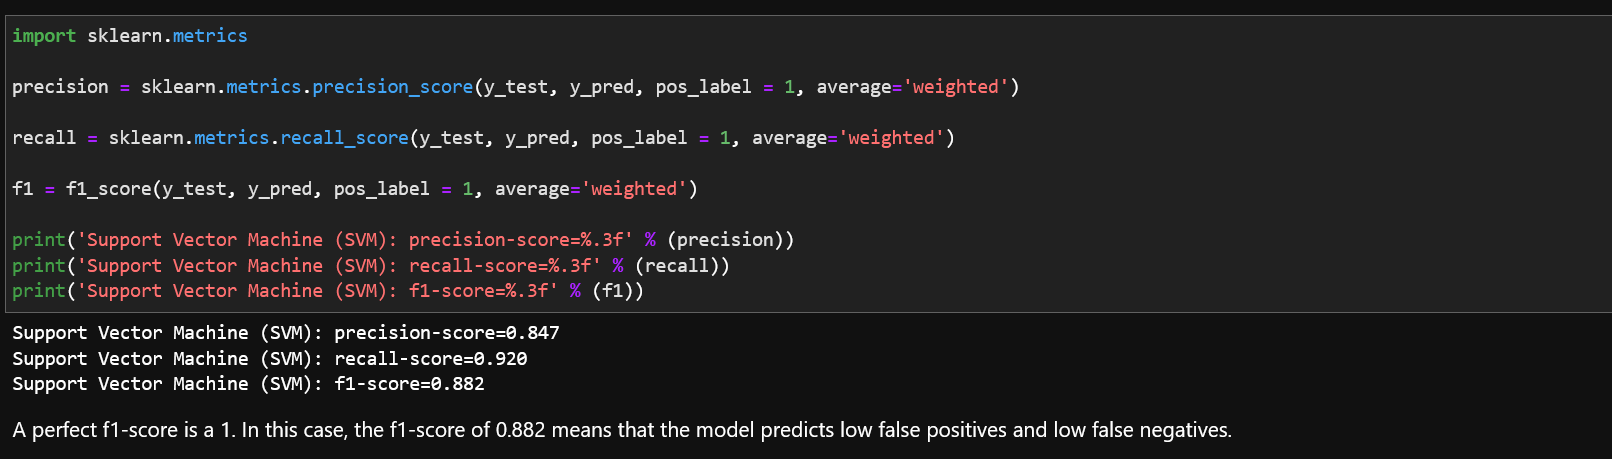 import sklearn.metrics
precision = sklearn.metrics.precision_score(y_test, y_pred, pos_label = 1, average='weighted')
recall = sklearn.metrics.recall_score(y_test, y_pred, pos_label = 1, average='weighted')
f1 = f1_score(y_test, y_pred, pos_label = 1, average='weighted')
print('Support Vector Machine (SVM): precision-score=%.3f' % (precision))
print('Support Vector Machine (SVM): recall-score=%.3f' % (recall))
print('Support Vector Machine (SVM): f1-score=%.3f' % (f1))
Support Vector Machine (SVM): precision-score=0.847
Support Vector Machine (SVM): recall-score=0.920
Support Vector Machine (SVM): f1-score=0.882
A perfect f1-score is a 1. In this case, the f1-score of 0.882 means that the model predicts low false positives and low false negatives.